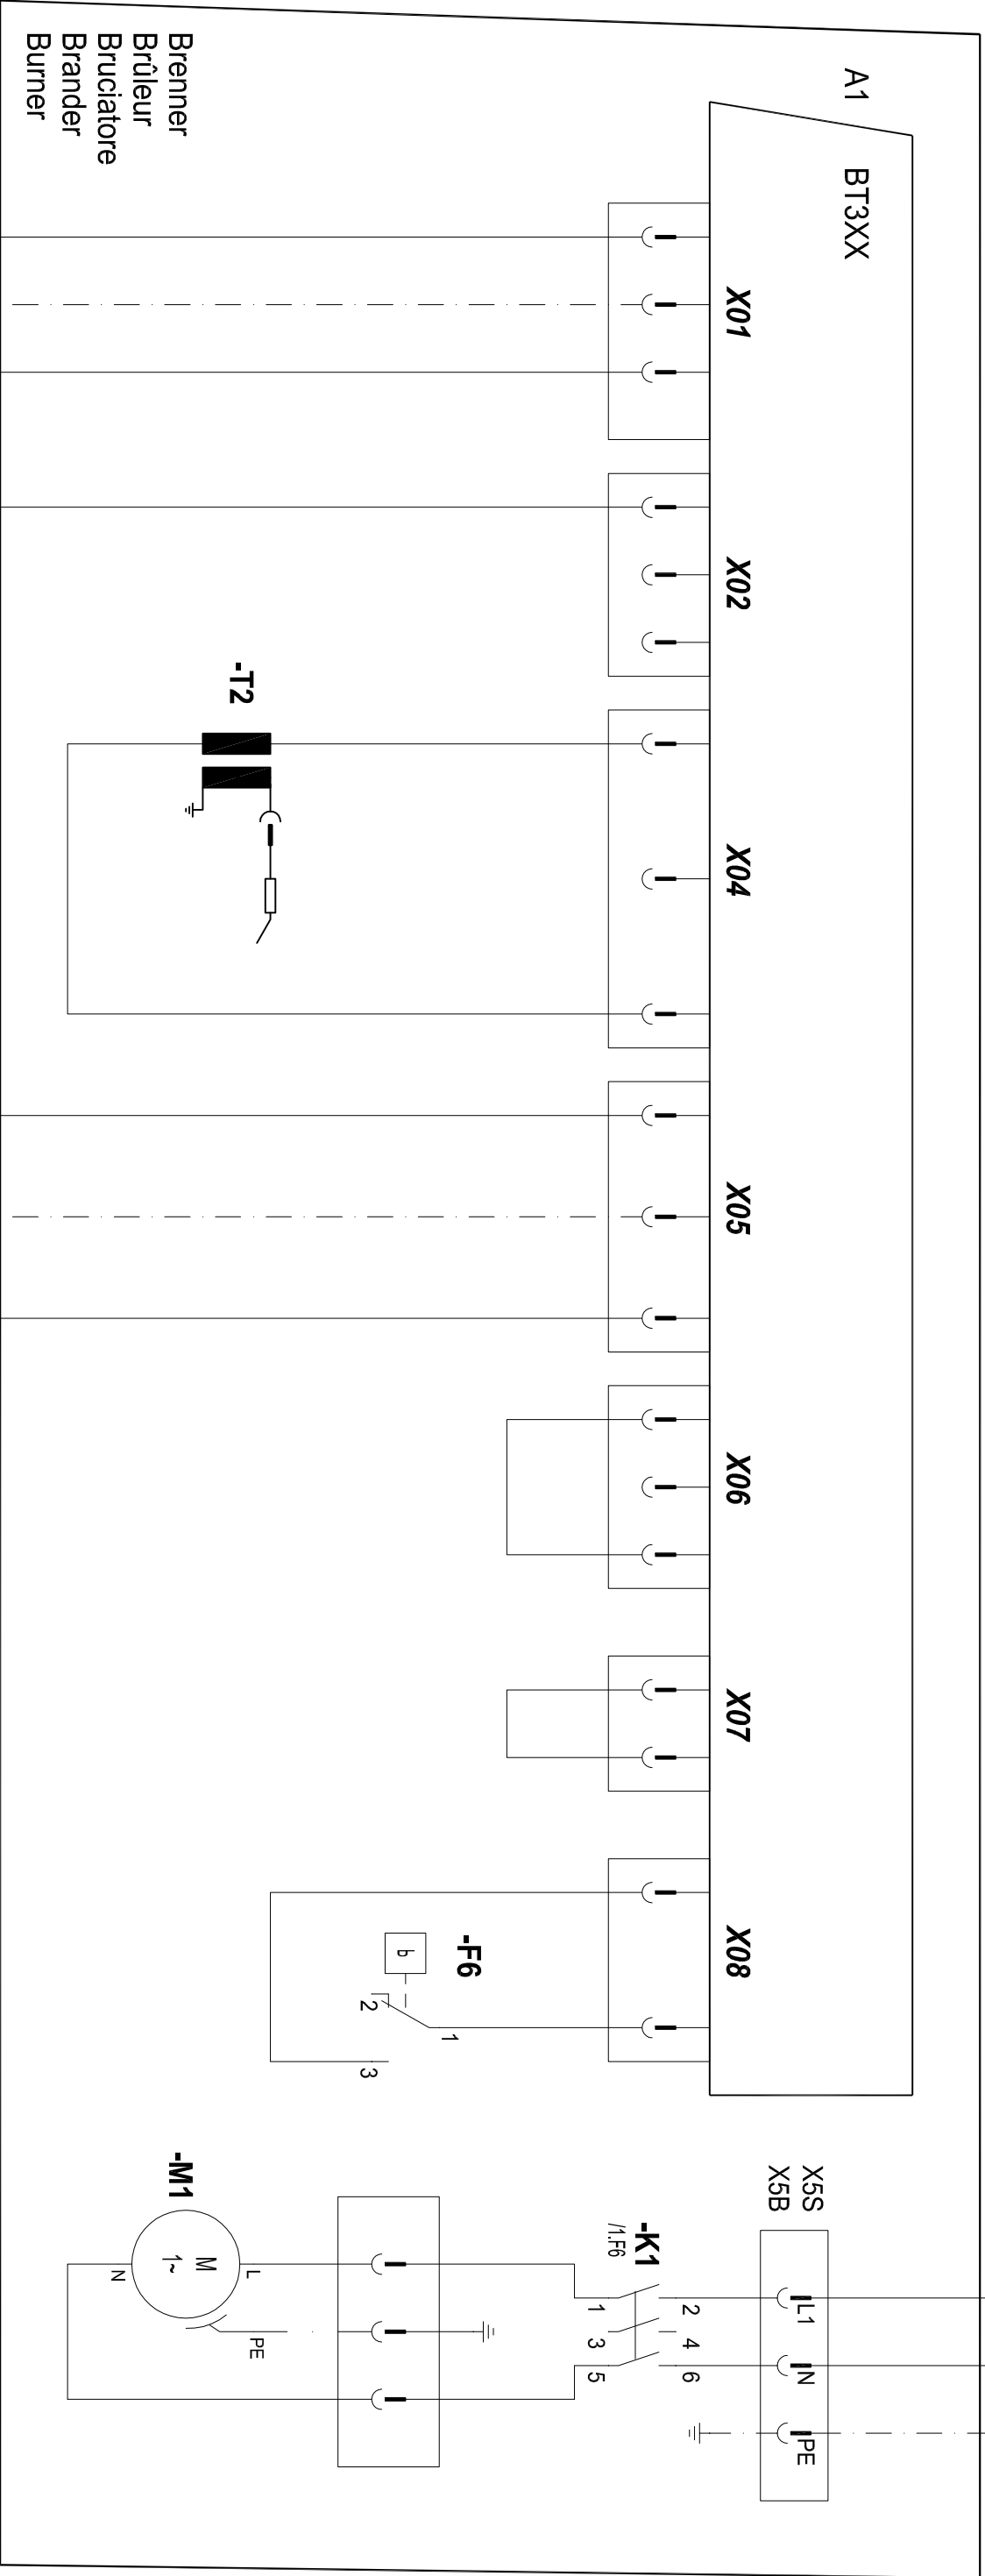 A1
BT3XX
X01
X02
X04
X05
X06
X07
X08
X5S
X5B
L1
N
PE
-K1
/1.F6
2
4
6
1
3
5
-F6
b
1
2
3
-T2
-M1
M
1~
L
N
PE
Brenner
Brûleur
Bruciatore
Brander
Burner